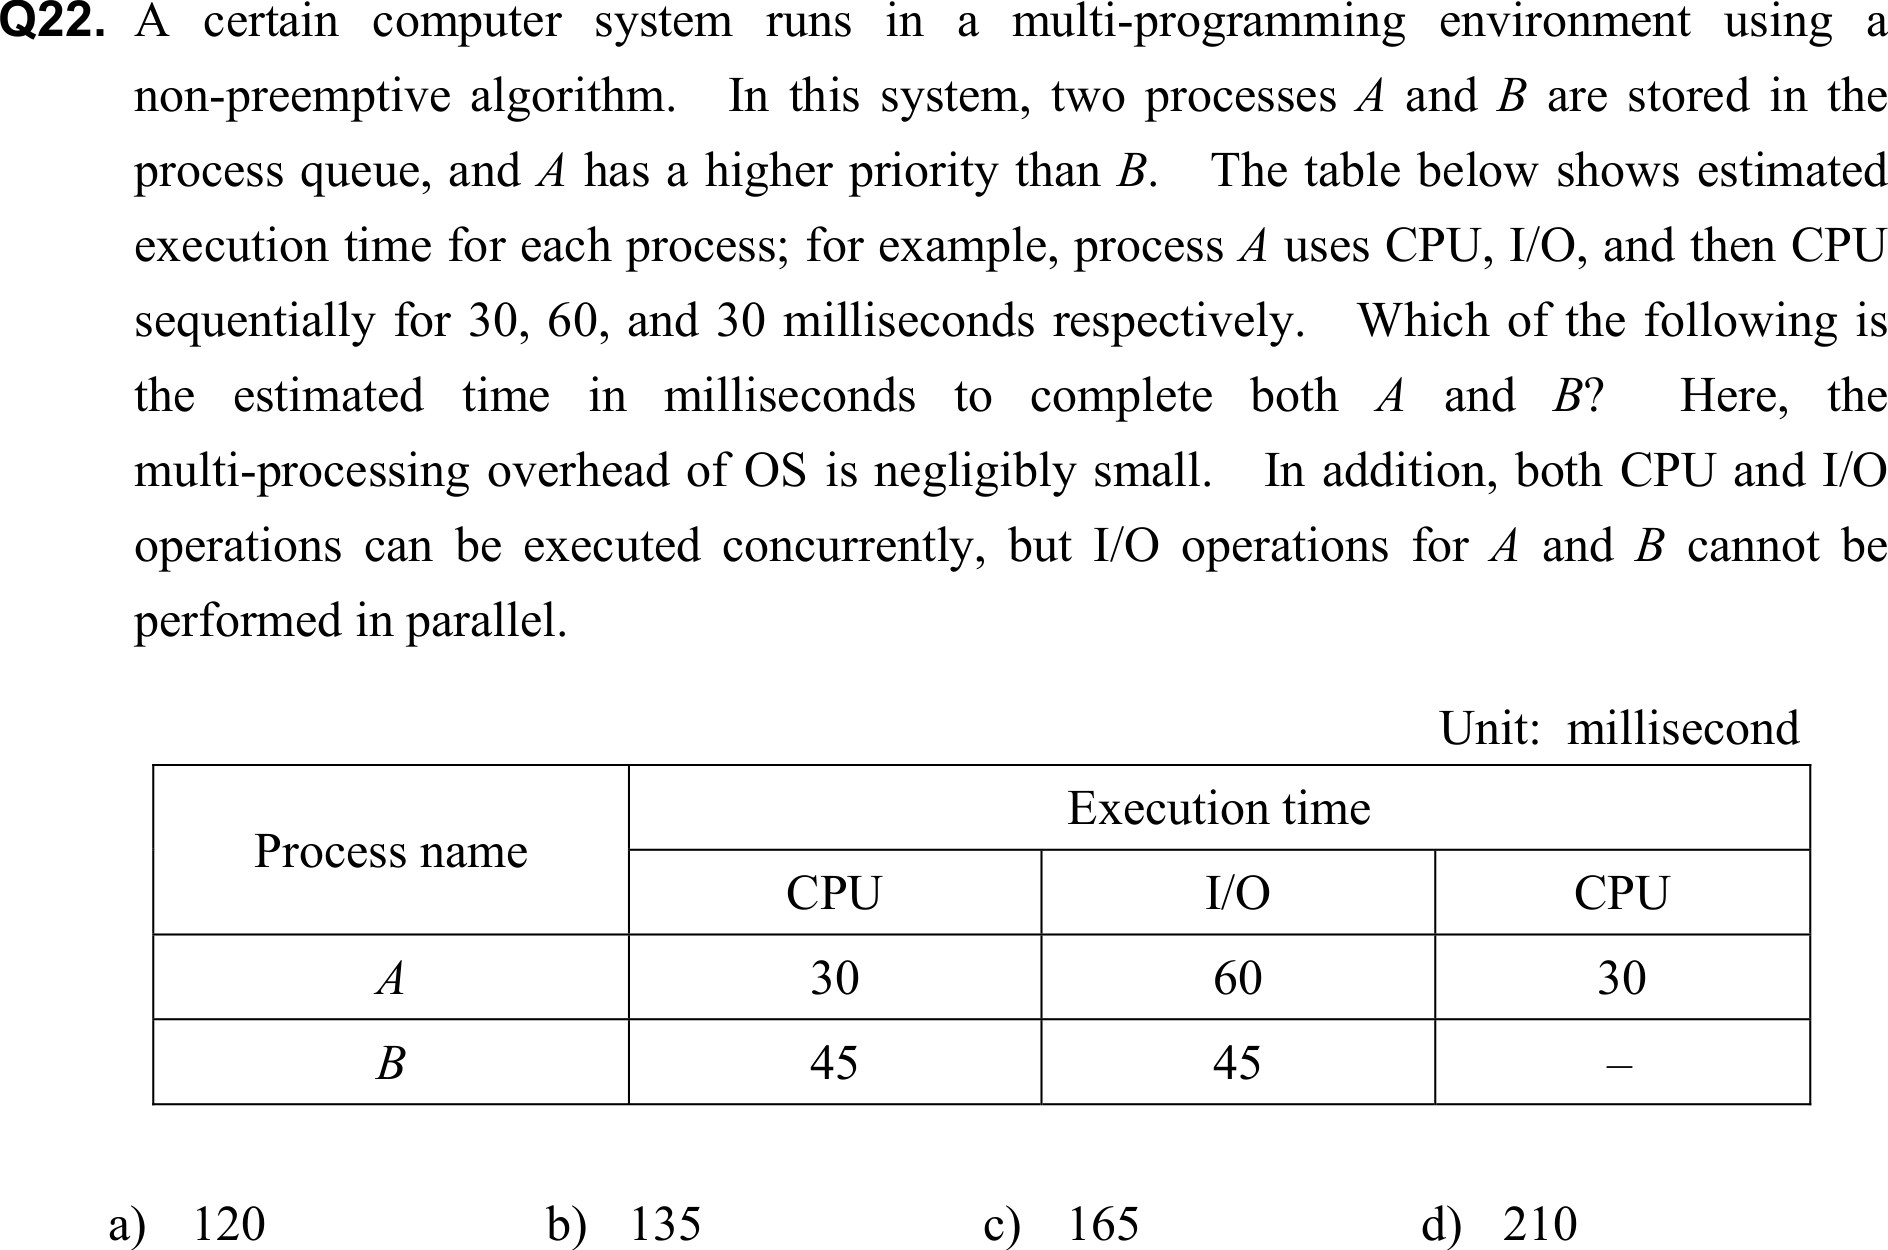 Q22. A certain computer system runs in a multi-programming environment using a
non-preemptive algorithm. In this system, two processes A and B are stored in the
process queue, and A has a higher priority than B. The table below shows estimated
execution time for each process; for example, process A uses CPU, I/O, and then CPU
sequentially for 30, 60, and 30 milliseconds respectively. Which of the following is
the estimated time in milliseconds to complete both A and B? Here, the
multi-processing overhead of OS is negligibly small. In addition, both CPU and I/O
operations can be executed concurrently, but I/O operations for A and B cannot be
performed in parallel.
Unit: millisecond
Process name
Execution time
CPU I/O CPU
A 30 60 30
B 45 45 –
a) 120 b) 135 c) 165 d) 210